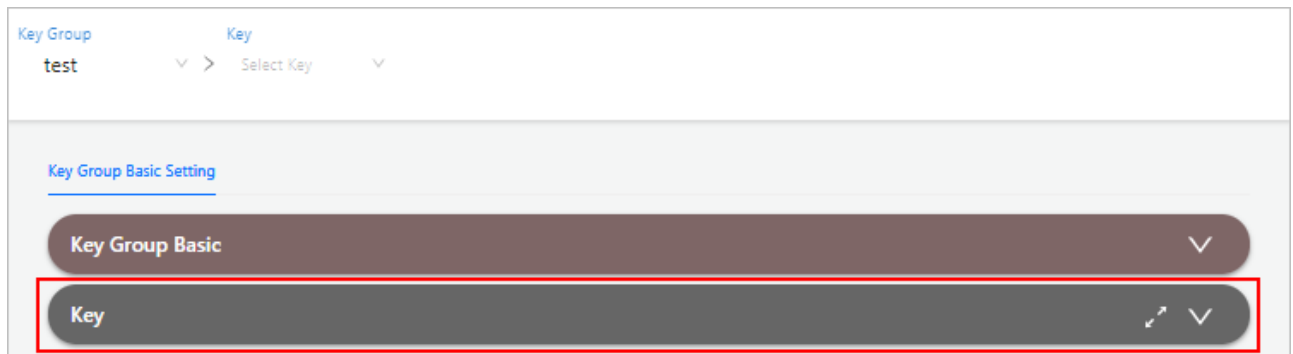 Key Group Key
test > Select Key
Key Group Basic Setting
Key Group Basic
Key